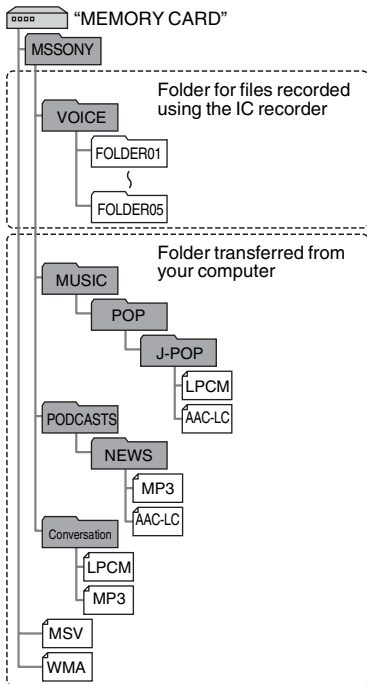 “MEMORY CARD”
MSSONY
Folder for files recorded
using the IC recorder
VOICE
FOLDER01
FOLDER05
Folder transferred from
your computer
MUSIC
POP
J-POP
LPCM
AAC-LC
PODCASTS
NEWS
MP3
AAC-LC
Conversation
LPCM
MP3
MSV
WMA